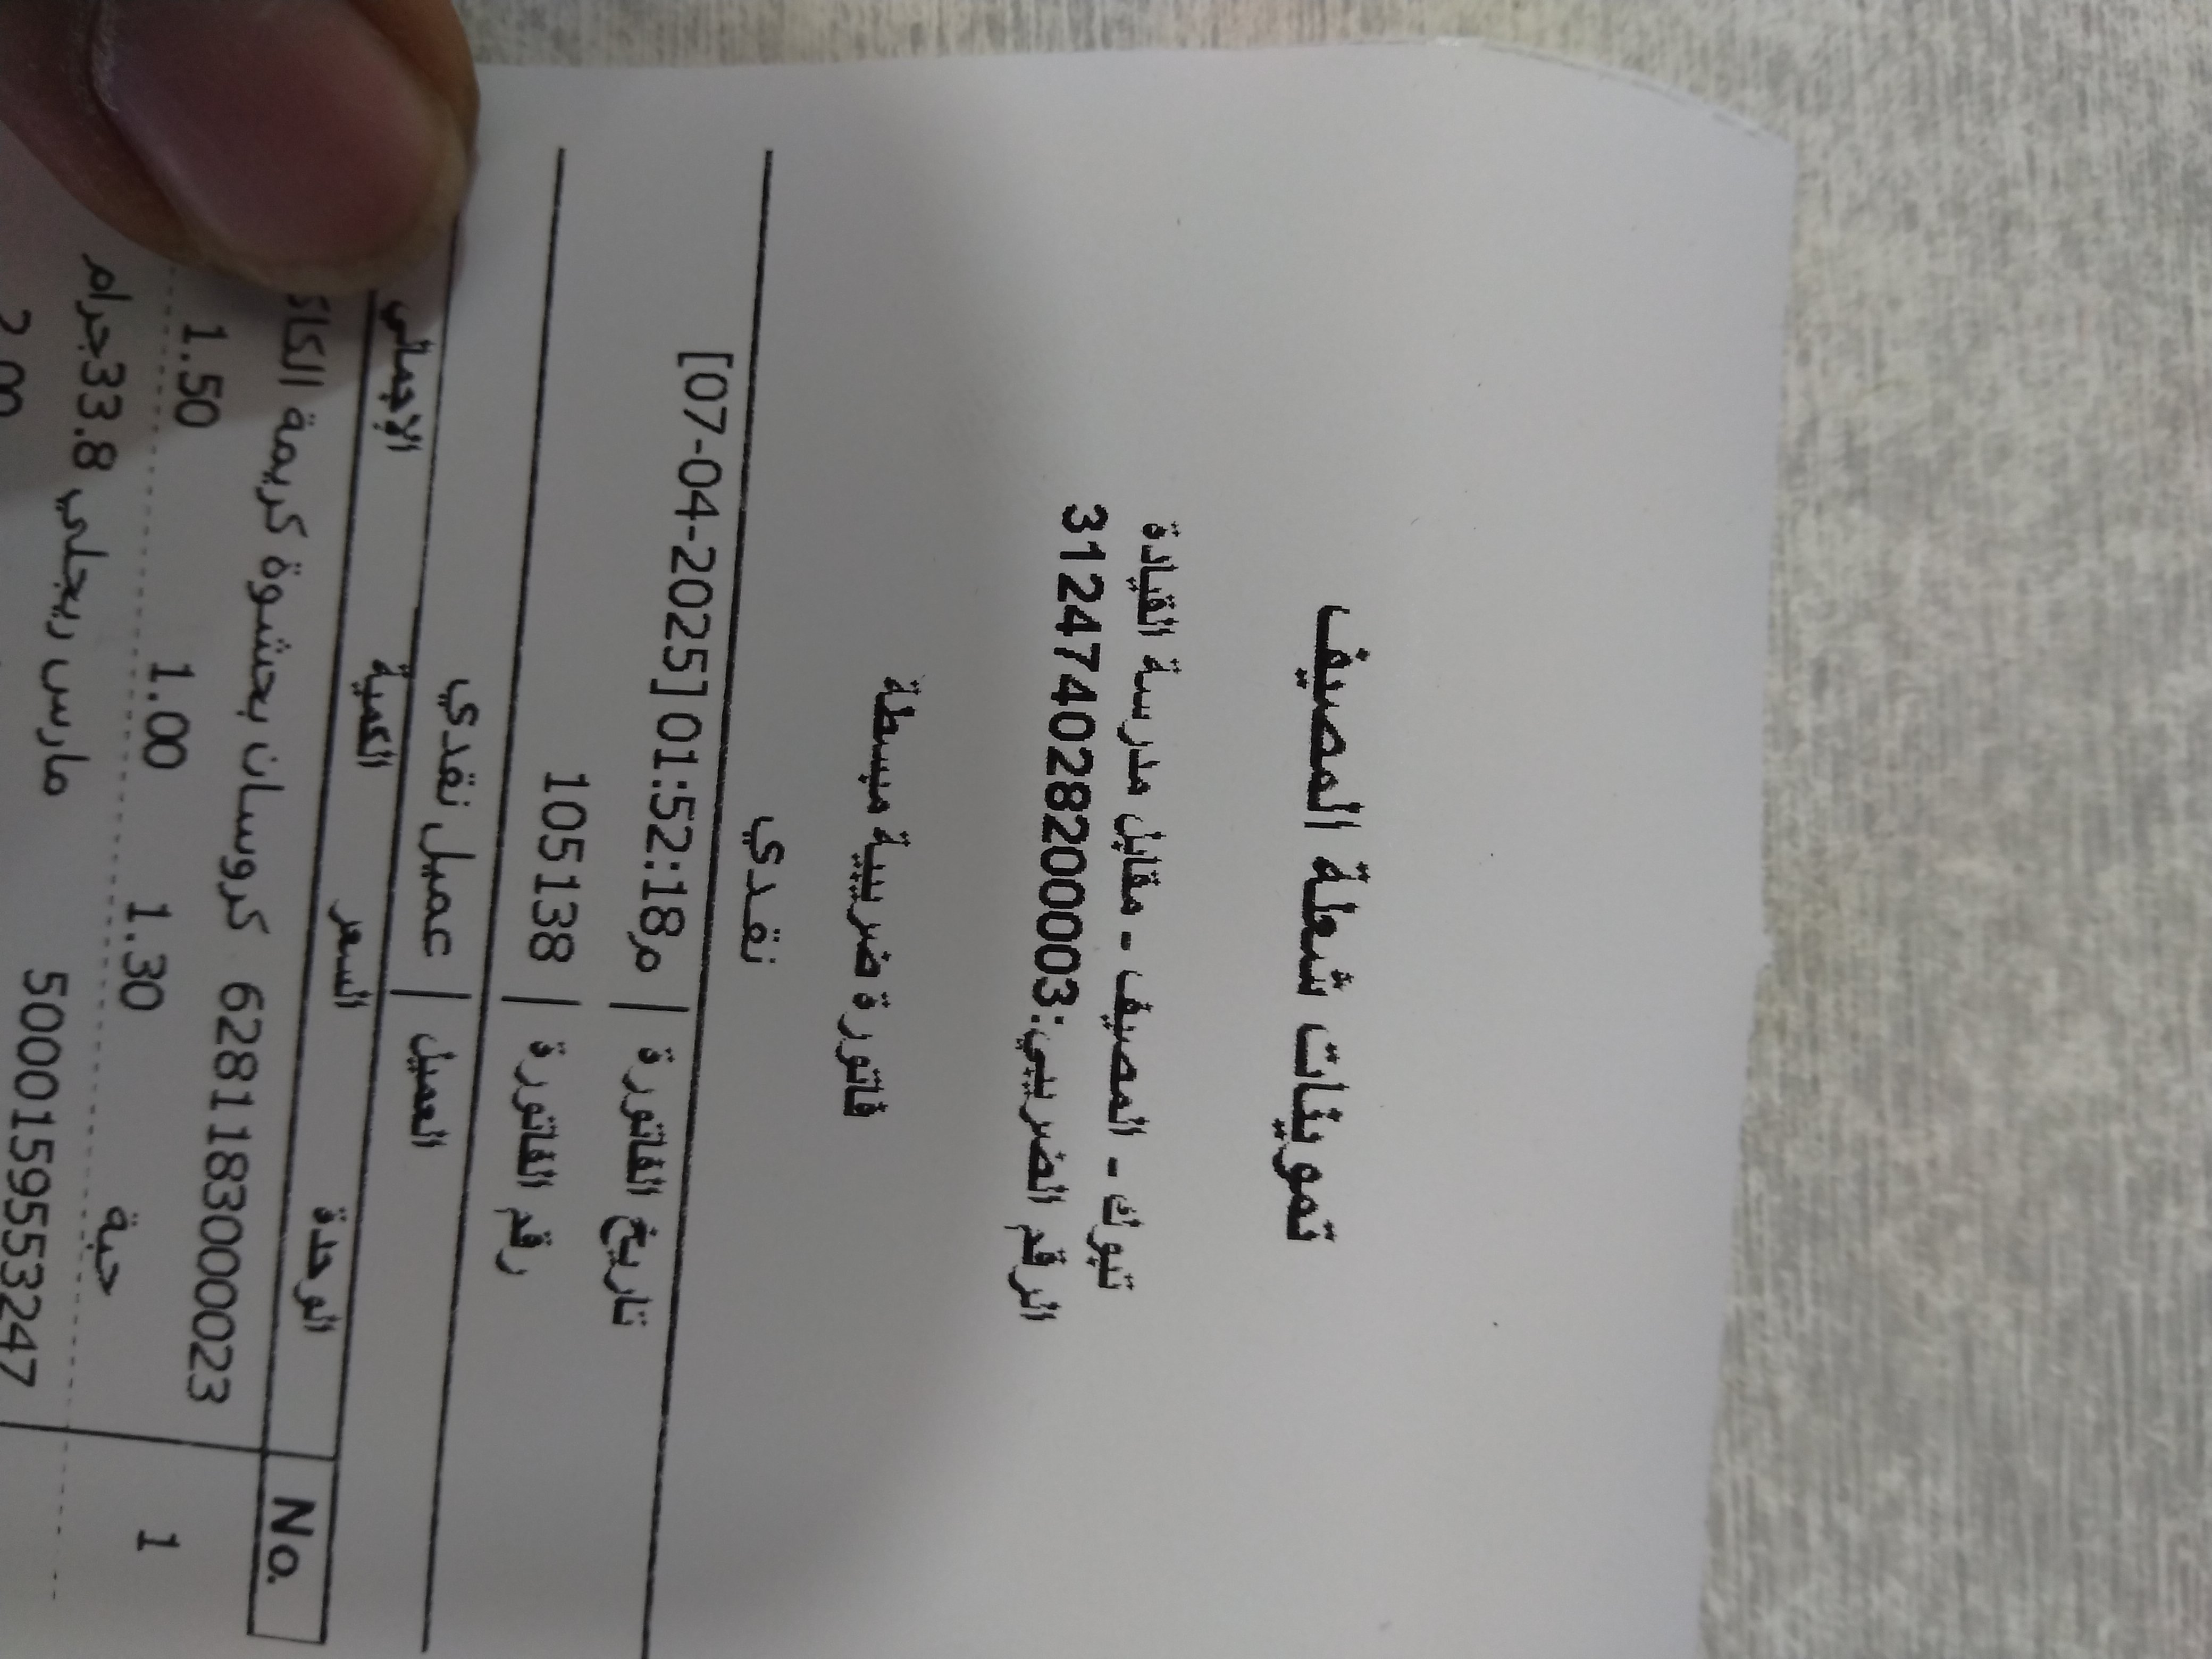 تموينات شعلة المصيف
تبوك - المصيف - مقابل مدرسة القيادة
الرقم الضريبي:312474028200003
فاتورة ضريبية مبسطة
نقدي
تاريخ الفاتورة | [07-04-2025] 01:52:18م
رقم الفاتورة | 105138
العميل | عميل نقدي
No. الوحدة السعر الكمية الإجمالي
6281183000023 كروسان بحشوة كريمة
1 حبة 1.30 1.00 1.50
5000159553247 مارس ريجلي 33.8جرام
2.00